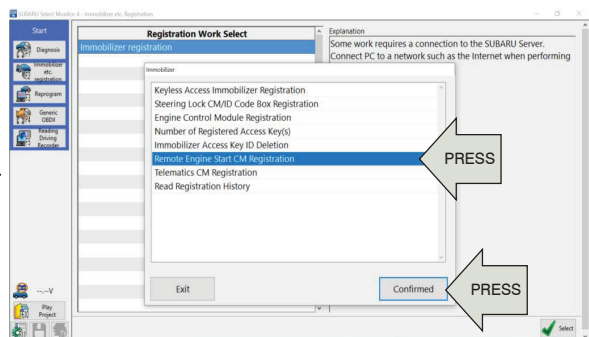 SUBARU Select Monitor 4 - Immobilizer etc. Registration
Start
Diagnosis
Immobilizer
etc.
registration
Reprogram
Generic
OBDII
Reading
Driving
Recorder
--.--V
Play
Project
Registration Work Select
Immobilizer registration
Explanation
Some work requires a connection to the SUBARU Server.
Connect PC to a network such as the Internet when performing
Immobilizer
Keyless Access Immobilizer Registration
Steering Lock CM/ID Code Box Registration
Engine Control Module Registration
Number of Registered Access Key(s)
Immobilizer Access Key ID Deletion
Remote Engine Start CM Registration
Telematics CM Registration
Read Registration History
PRESS
Exit
Confirmed
PRESS
Select